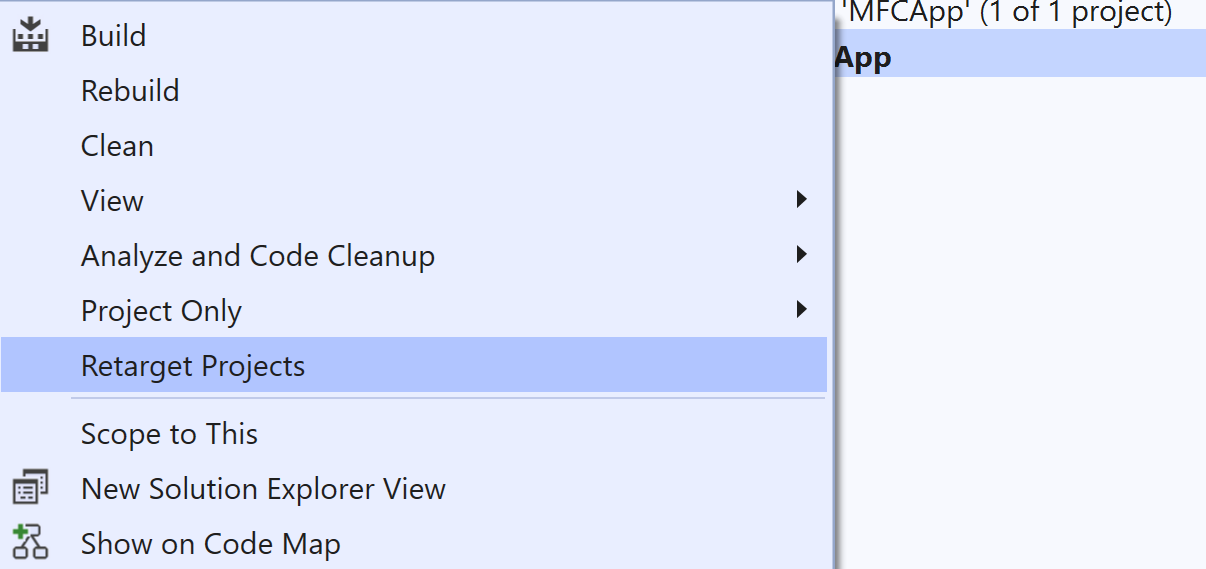 'MFCApp' (1 of 1 project)
App
Build
Rebuild
Clean
View
Analyze and Code Cleanup
Project Only
Retarget Projects
Scope to This
New Solution Explorer View
Show on Code Map